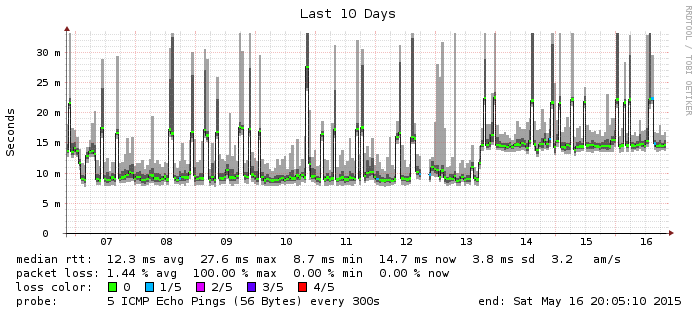 Last 10 Days
RRDTOOL / TOBI OETIKER
Seconds
30 m
25 m
20 m
15 m
10 m
5 m
0
07 08 09 10 11 12 13 14 15 16
median rtt: 12.3 ms avg 27.6 ms max 8.7 ms min 14.7 ms now 3.8 ms sd 3.2 am/s
packet loss: 1.44 % avg 100.00 % max 0.00 % min 0.00 % now
loss color: 0 1/5 2/5 3/5 4/5
probe: 5 ICMP Echo Pings (56 Bytes) every 300s end: Sat May 16 20:05:10 2015